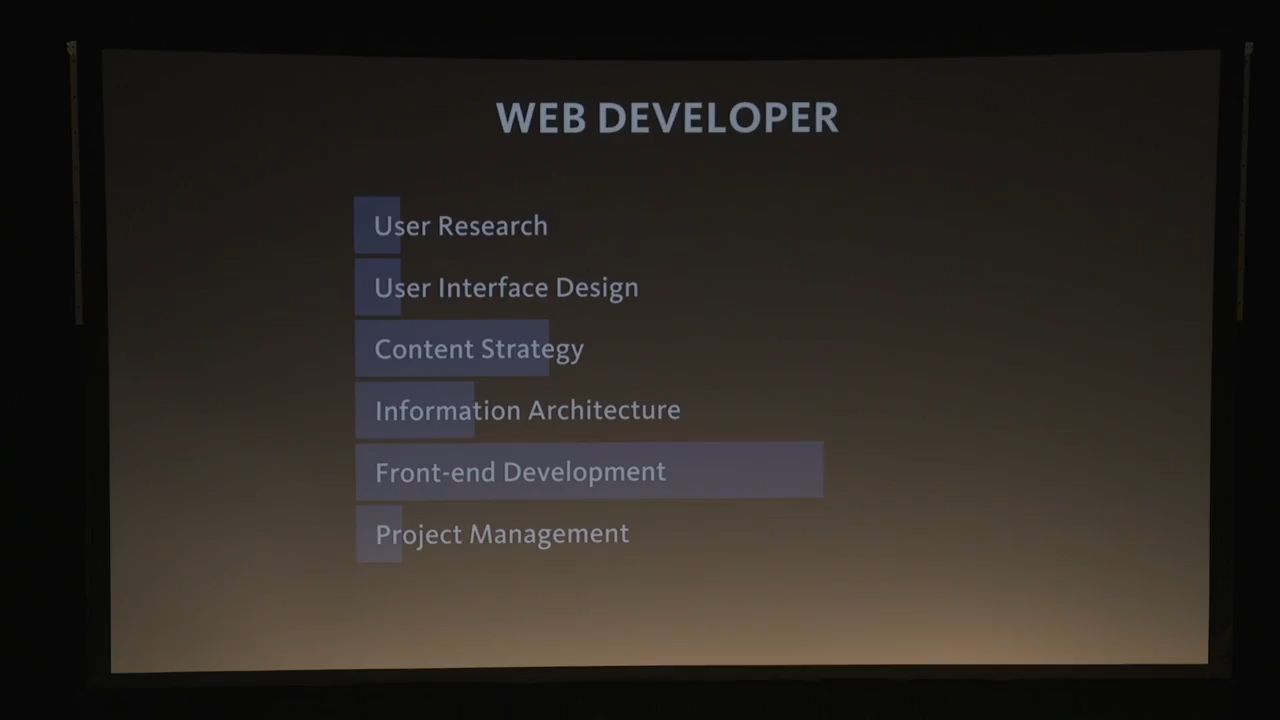 WEB DEVELOPER
User Research
User Interface Design
Content Strategy
Information Architecture
Front-end Development
Project Management